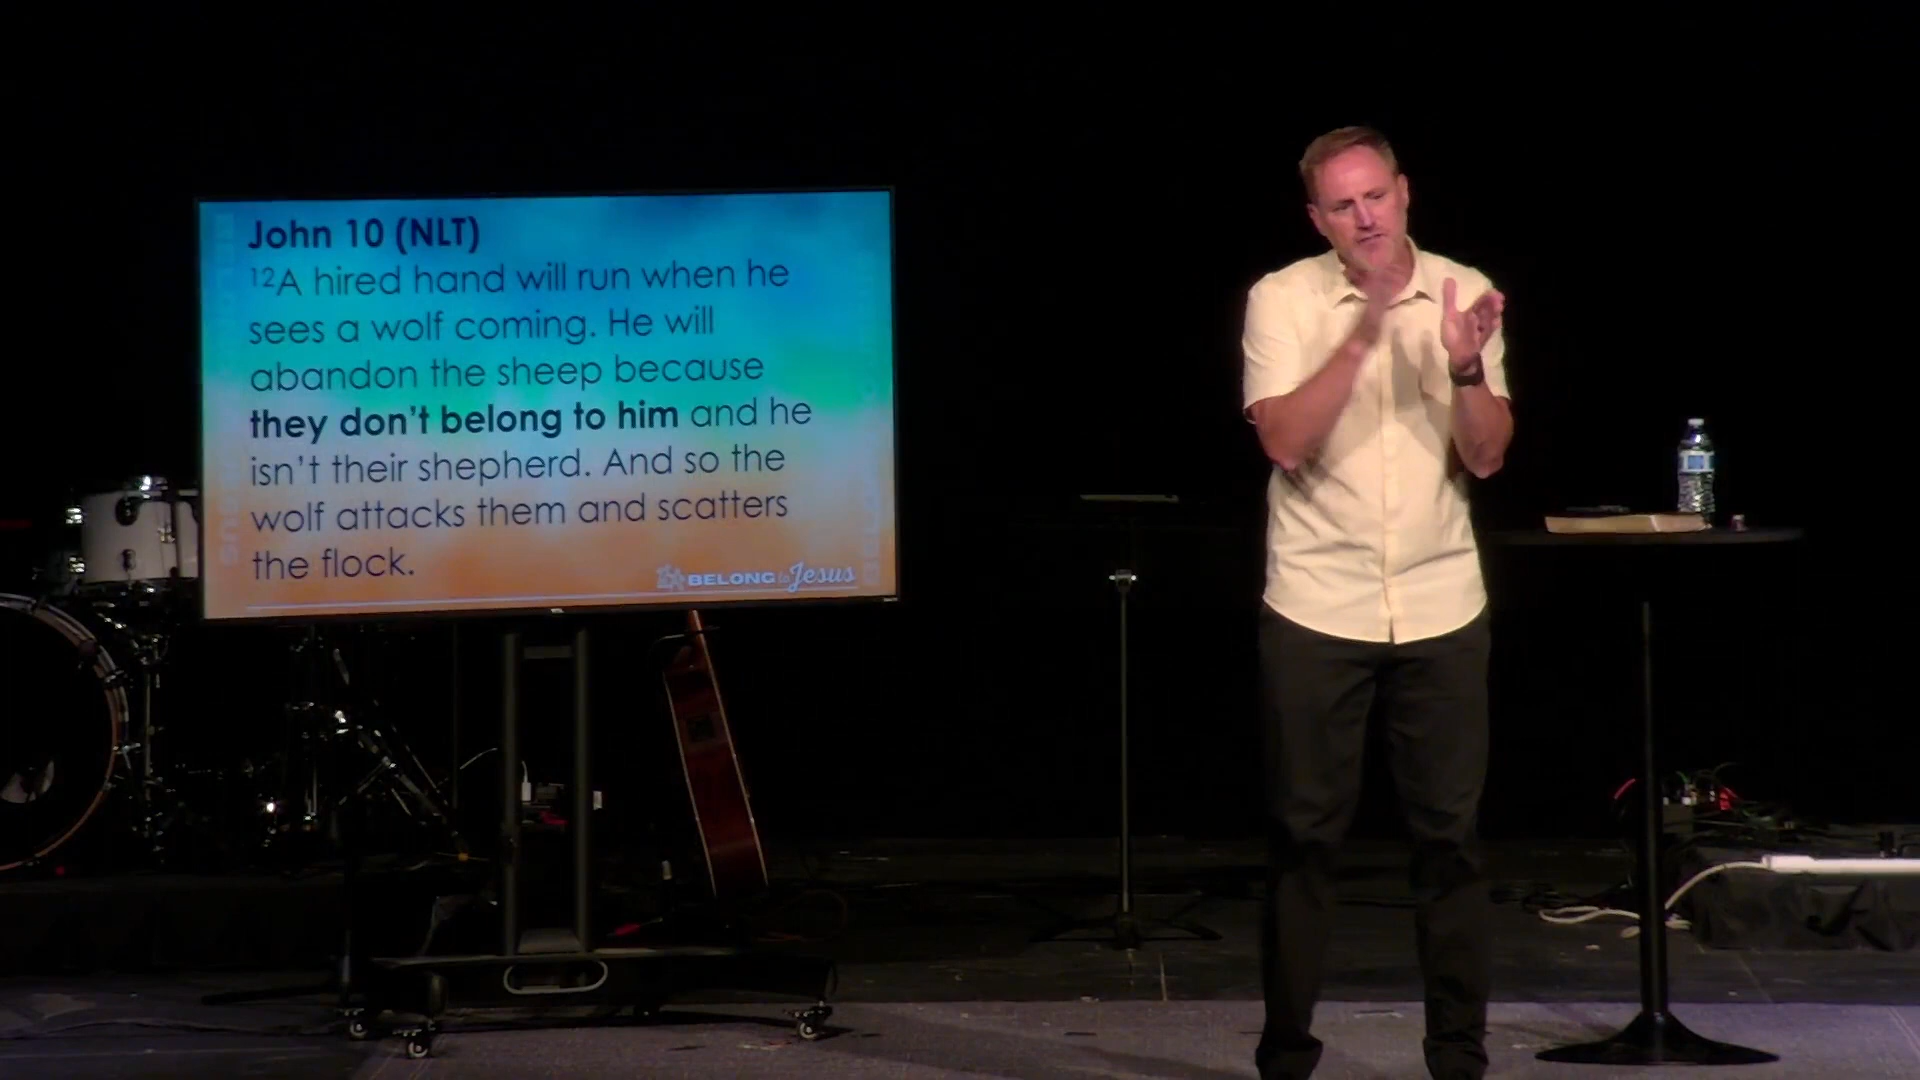 John 10 (NLT)
12A hired hand will run when he
sees a wolf coming. He will
abandon the sheep because
they don't belong to him and he
isn't their shepherd. And so the
wolf attacks them and scatters
the flock.
BELONG to Jesus